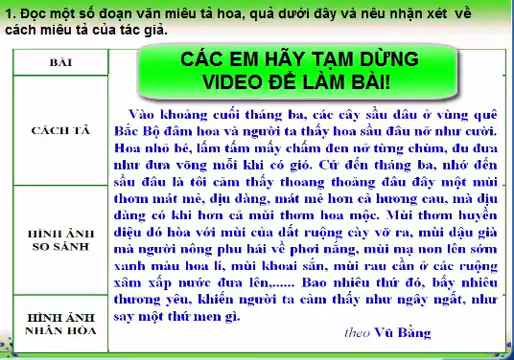 1. Đọc một số đoạn văn miêu tả hoa, quả dưới đây và nêu nhận xét về
cách miêu tả của tác giả.
BÀI
CÁC EM HÃY TẠM DỪNG
VIDEO ĐỂ LÀM BÀI!
CÁCH TẢ
HÌNH ẢNH
SO SÁNH
HÌNH ẢNH
NHÂN HÓA
Vào khoảng cuối tháng ba, các cây sầu đâu ở vùng quê
Bắc Bộ đâm hoa và người ta thấy hoa sầu đâu nở như cười.
Hoa nhỏ bé, lấm tấm mấy chấm đen nở từng chùm, đu đưa
như đưa võng mỗi khi có gió. Cứ đến tháng ba, nhớ đến
sầu đâu là tôi cảm thấy thoang thoảng đâu đây một mùi
thơm mát mẻ, dịu dàng, mát mẻ hơn cả hương cau, mà dịu
dàng có khi hơn cả mùi thơm hoa mộc. Mùi thơm huyền
diệu đó hòa với mùi của đất ruộng cày vỡ ra, mùi đậu già
mà người nông phu hái về phơi nắng, mùi mạ non lên sớm
xanh màu hoa lí, mùi khoai sắn, mùi rau cần ở các ruộng
xâm xấp nước đưa lên,...... Bao nhiêu thứ đó, bấy nhiêu
thương yêu, khiến người ta cảm thấy như ngây ngất, như
say một thứ men gì.
theo Vũ Bằng